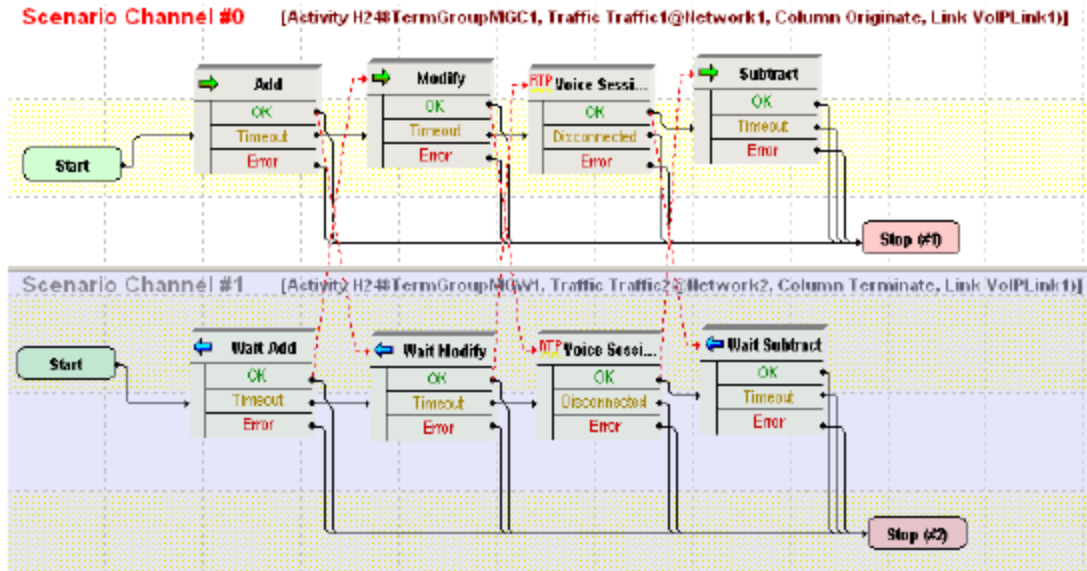 Scenario Channel #0 [Activity H248TermGroupMGC1, Traffic Traffic1@Network1, Column Originate, Link VoIPLink1)]
Add
OK
Timeout
Error
Modify
OK
Timeout
Error
RTP Voice Sessi...
OK
Disconnected
Error
Subtract
OK
Timeout
Error
Start
Stop (#1)
Scenario Channel #1 [Activity H248TermGroupMGW1, Traffic Traffic2@Network2, Column Terminate, Link VoIPLink1)]
Wait Add
OK
Timeout
Error
Wait Modify
OK
Timeout
Error
RTP Voice Sessi...
OK
Disconnected
Error
Wait Subtract
OK
Timeout
Error
Start
Stop (#2)